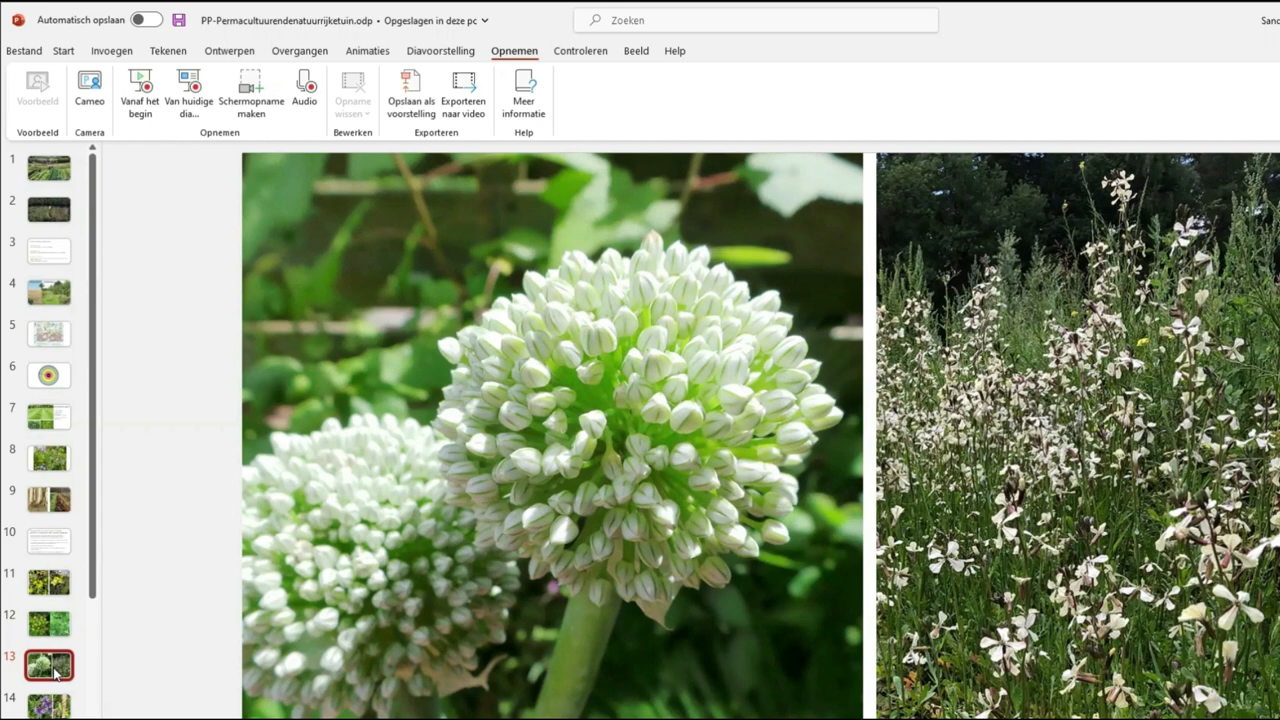 Automatisch opslaan
PP-Permacultuurendenatuurrijketuin.odp • Opgeslagen in deze pc
Zoeken
Sand
Bestand Start Invoegen Tekenen Ontwerpen Overgangen Animaties Diavoorstelling Opnemen Controleren Beeld Help
Voorbeeld
Cameo
Vanaf het
begin
Van huidige
dia...
Schermopname
maken
Audio
Opname
wissen
Opslaan als
voorstelling
Exporteren
naar video
Meer
informatie
Voorbeeld Camera Opnemen Bewerken Exporteren Help
1
2
3
4
5
6
7
8
9
10
11
12
13
14